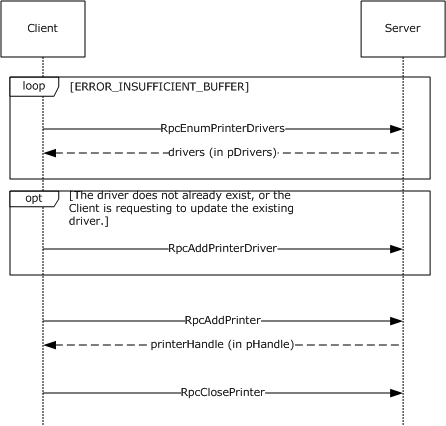 Client
Server
loop
[ERROR_INSUFFICIENT_BUFFER]
RpcEnumPrinterDrivers
drivers (in pDrivers)
opt
[The driver does not already exist, or the
Client is requesting to update the existing
driver.]
RpcAddPrinterDriver
RpcAddPrinter
printerHandle (in pHandle)
RpcClosePrinter